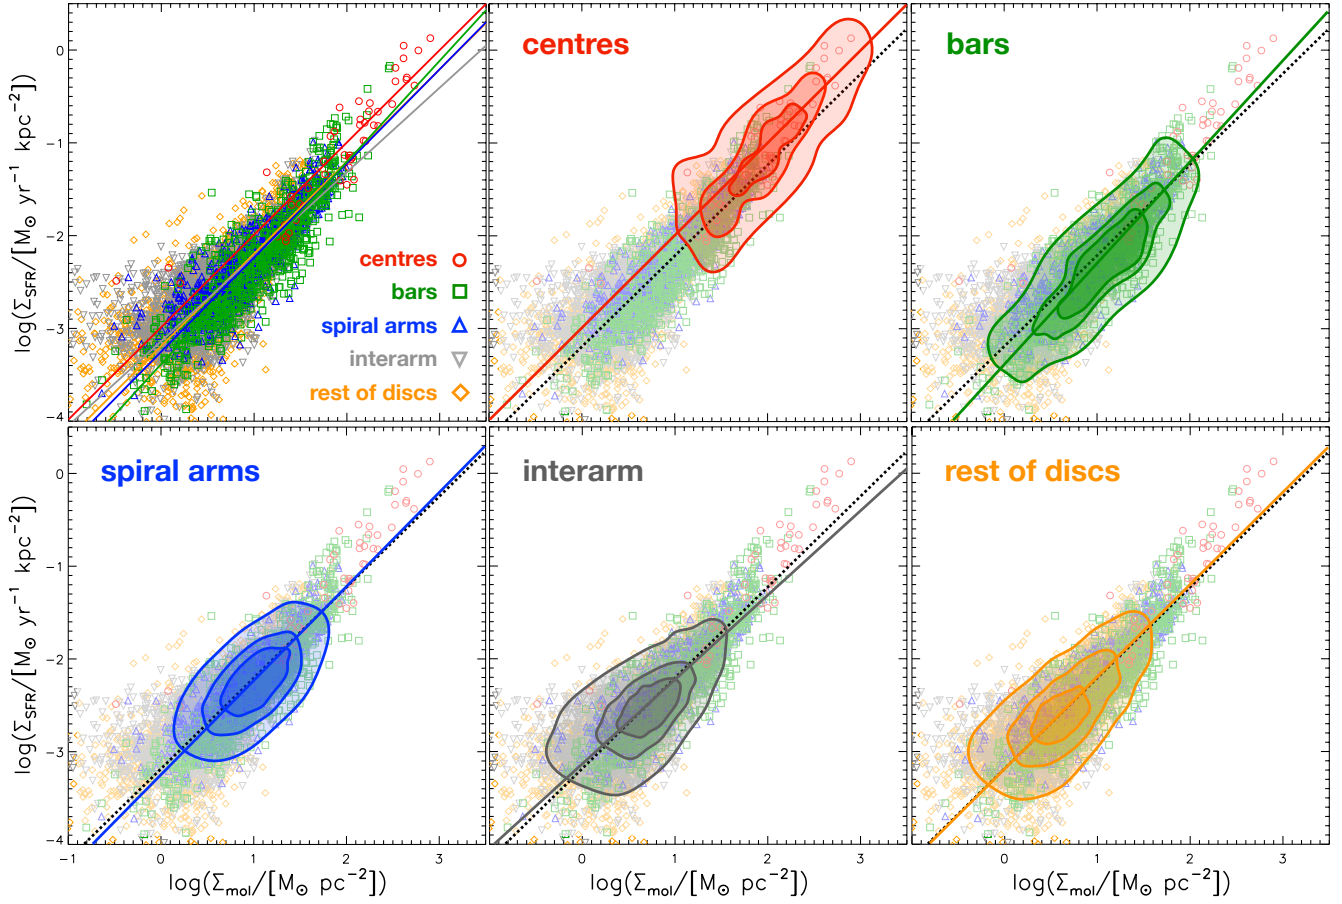 centres
bars
0
−1
−2
−3
−4
log(Σ_SFR/[M_⊙ yr^−1 kpc^−2])
centres
bars
spiral arms
interarm
rest of discs
spiral arms
interarm
rest of discs
0
−1
−2
−3
−4
log(Σ_SFR/[M_⊙ yr^−1 kpc^−2])
−1 0 1 2 0 1 2 3 0 1 2 3
log(Σ_mol/[M_⊙ pc^−2]) log(Σ_mol/[M_⊙ pc^−2]) log(Σ_mol/[M_⊙ pc^−2])